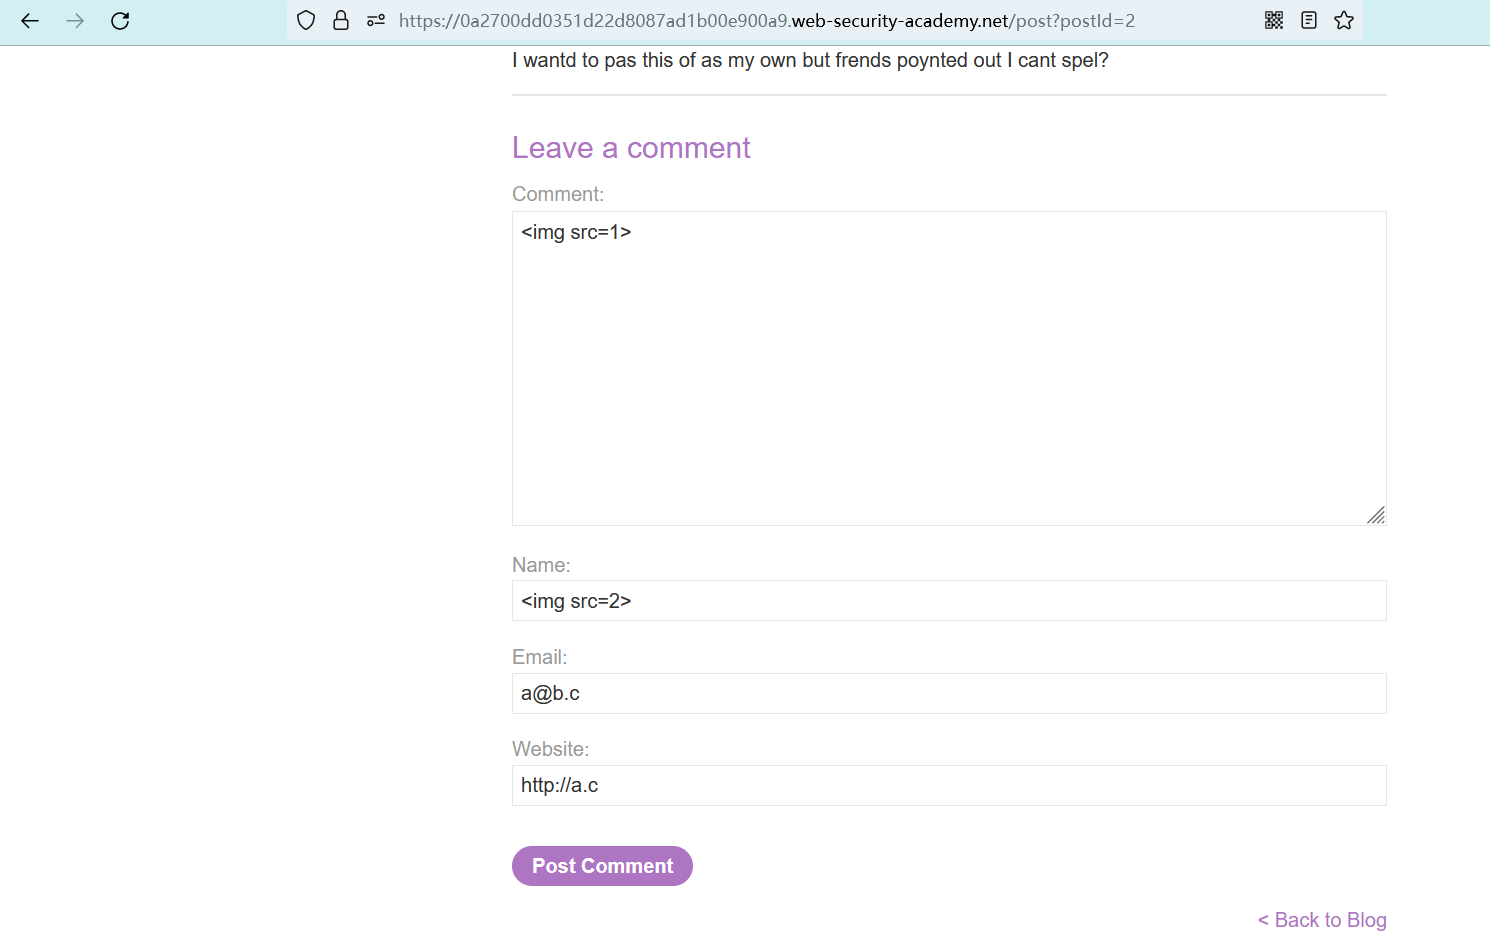 https://0a2700dd0351d22d8087ad1b00e900a9.web-security-academy.net/post?postId=2
I wantd to pas this of as my own but frends poynted out I cant spel?
Leave a comment
Comment:
<img src=1>
Name:
<img src=2>
Email:
a@b.c
Website:
http://a.c
Post Comment
< Back to Blog